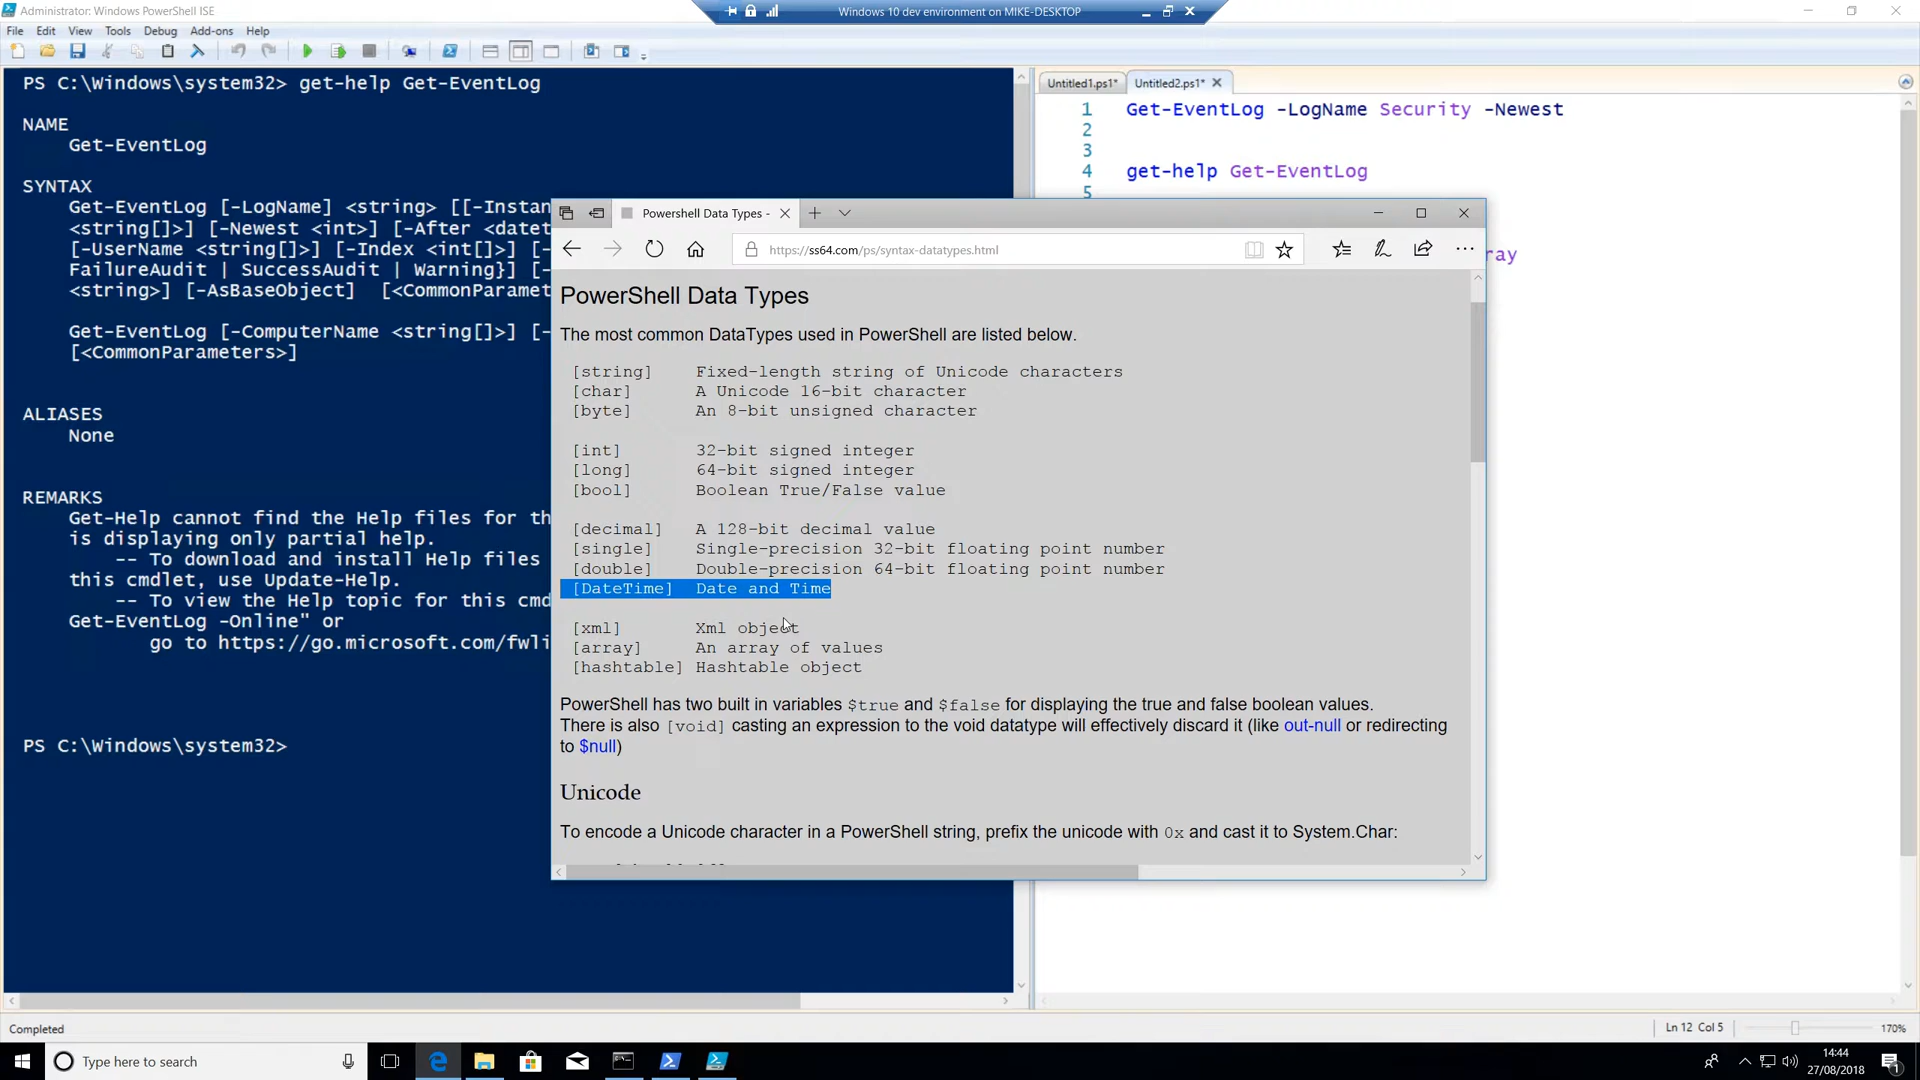 Administrator: Windows PowerShell ISE
Windows 10 dev environment on MIKE-DESKTOP
File Edit View Tools Debug Add-ons Help
PS C:\Windows\system32> get-help Get-EventLog
NAME
Get-EventLog
SYNTAX
Get-EventLog [-LogName] <string> [[-Instan
<string[]>] [-Newest <int>] [-After <datet
[-UserName <string[]>] [-Index <int[]>] [-
FailureAudit | SuccessAudit | Warning}] [-
<string>] [-AsBaseObject] [<CommonParamet
Get-EventLog [-ComputerName <string[]>] [-
[<CommonParameters>]
ALIASES
None
REMARKS
Get-Help cannot find the Help files for th
is displaying only partial help.
-- To download and install Help files
this cmdlet, use Update-Help.
-- To view the Help topic for this cmd
Get-EventLog -Online" or
go to https://go.microsoft.com/fwli
PS C:\Windows\system32>
Untitled1.ps1* Untitled2.ps1*
1 Get-EventLog -LogName Security -Newest
2
3
4 get-help Get-EventLog
5
ray
Powershell Data Types -
https://ss64.com/ps/syntax-datatypes.html
PowerShell Data Types
The most common DataTypes used in PowerShell are listed below.
[string] Fixed-length string of Unicode characters
[char] A Unicode 16-bit character
[byte] An 8-bit unsigned character
[int] 32-bit signed integer
[long] 64-bit signed integer
[bool] Boolean True/False value
[decimal] A 128-bit decimal value
[single] Single-precision 32-bit floating point number
[double] Double-precision 64-bit floating point number
[DateTime] Date and Time
[xml] Xml object
[array] An array of values
[hashtable] Hashtable object
PowerShell has two built in variables $true and $false for displaying the true and false boolean values.
There is also [void] casting an expression to the void datatype will effectively discard it (like out-null or redirecting
to $null)
Unicode
To encode a Unicode character in a PowerShell string, prefix the unicode with 0x and cast it to System.Char:
Completed
Ln 12 Col 5
170%
Type here to search
14:44
27/08/2018
1